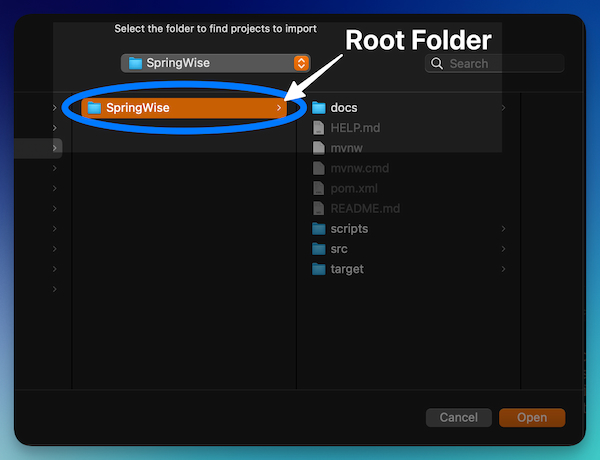 Select the folder to find projects to import
Root Folder
SpringWise
Search
SpringWise
docs
HELP.md
mvnw
mvnw.cmd
pom.xml
README.md
scripts
src
target
Cancel
Open